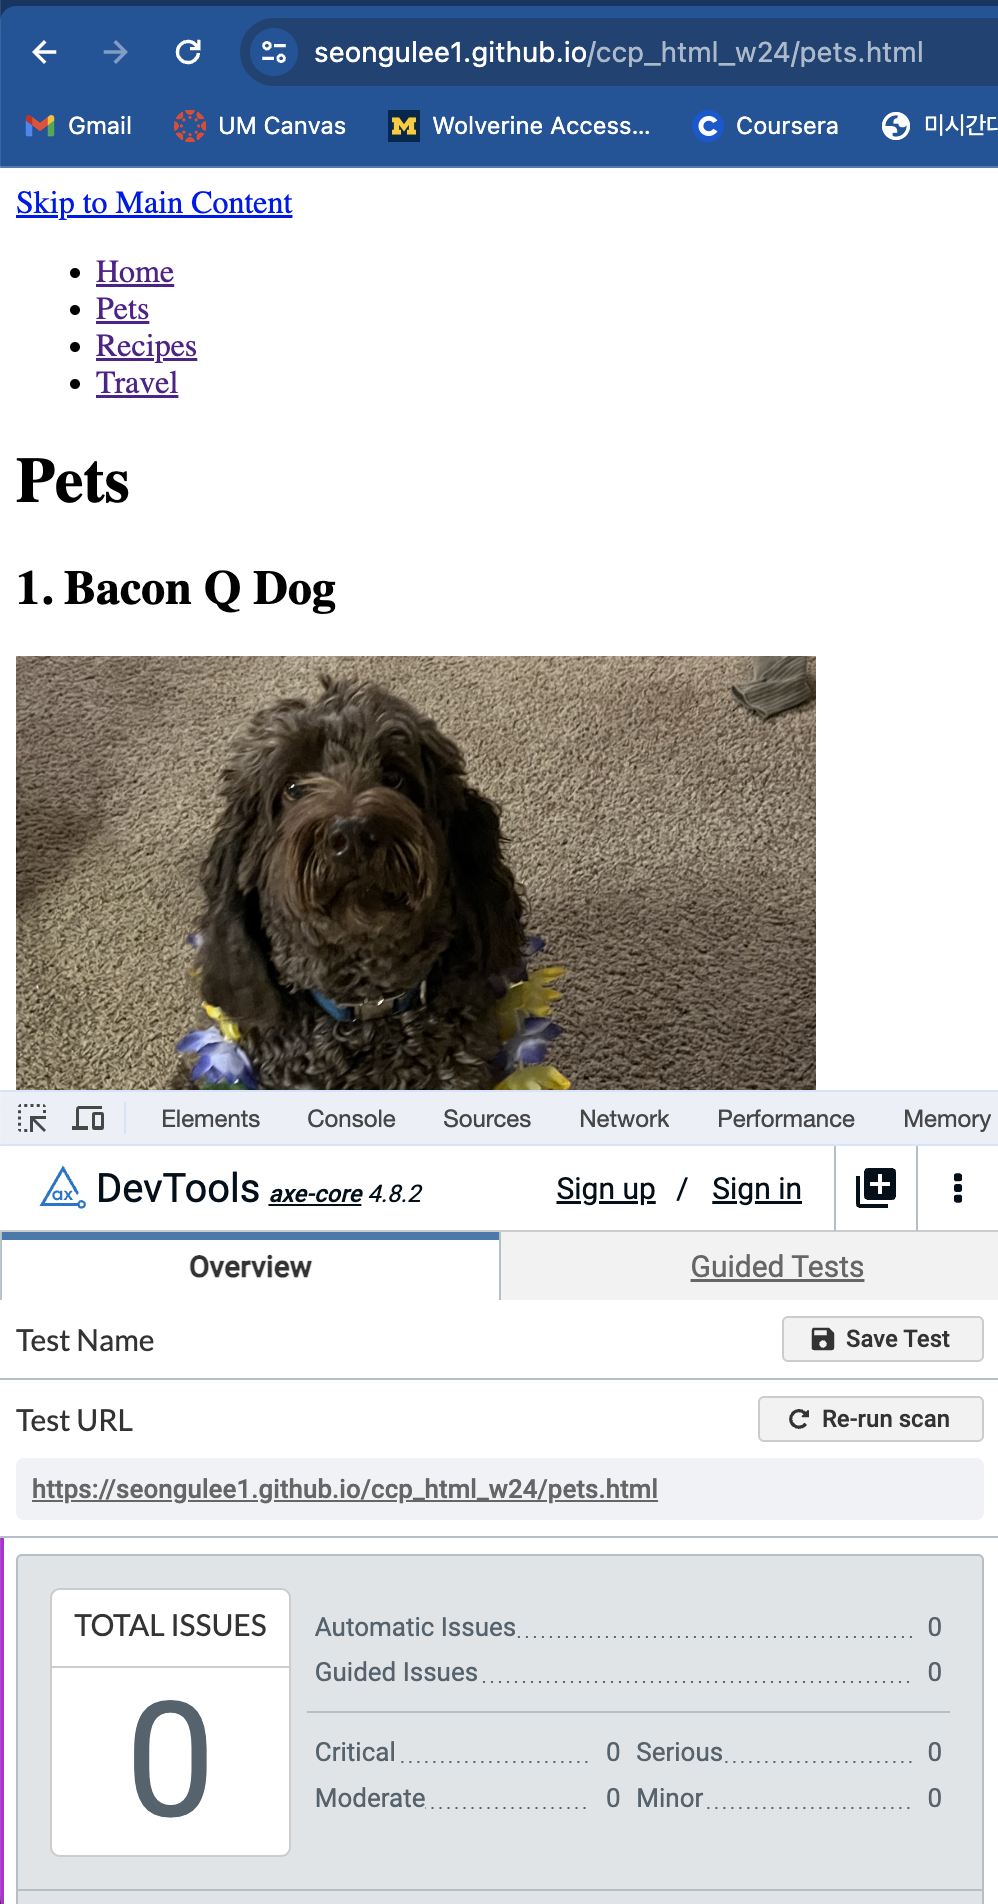 seongulee1.github.io/ccp_html_w24/pets.html
Gmail UM Canvas Wolverine Access... Coursera 미시간대
Skip to Main Content
Home
Pets
Recipes
Travel
Pets
1. Bacon Q Dog
Elements Console Sources Network Performance Memory
ax DevTools axe-core 4.8.2 Sign up / Sign in
Overview Guided Tests
Test Name Save Test
Test URL Re-run scan
https://seongulee1.github.io/ccp_html_w24/pets.html
TOTAL ISSUES
0
Automatic Issues 0
Guided Issues 0
Critical 0 Serious 0
Moderate 0 Minor 0